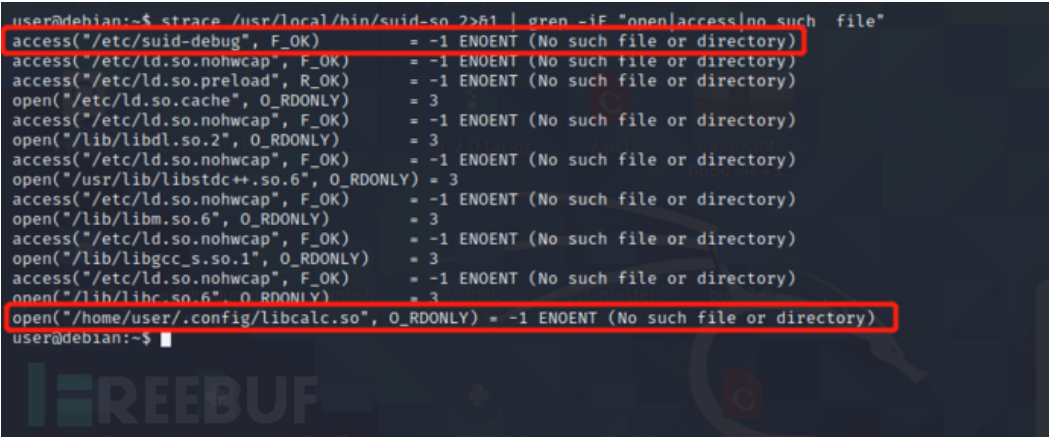 user@debian:~$ strace /usr/local/bin/suid-so 2>&1 | grep -iE "open|access|no such file"
access("/etc/suid-debug", F_OK) = -1 ENOENT (No such file or directory)
access("/etc/ld.so.nohwcap", F_OK) = -1 ENOENT (No such file or directory)
access("/etc/ld.so.preload", R_OK) = -1 ENOENT (No such file or directory)
open("/etc/ld.so.cache", O_RDONLY) = 3
access("/etc/ld.so.nohwcap", F_OK) = -1 ENOENT (No such file or directory)
open("/lib/libdl.so.2", O_RDONLY) = 3
access("/etc/ld.so.nohwcap", F_OK) = -1 ENOENT (No such file or directory)
open("/usr/lib/libstdc++.so.6", O_RDONLY) = 3
access("/etc/ld.so.nohwcap", F_OK) = -1 ENOENT (No such file or directory)
open("/lib/libm.so.6", O_RDONLY) = 3
access("/etc/ld.so.nohwcap", F_OK) = -1 ENOENT (No such file or directory)
open("/lib/libgcc_s.so.1", O_RDONLY) = 3
access("/etc/ld.so.nohwcap", F_OK) = -1 ENOENT (No such file or directory)
open("/lib/libc.so.6", O_RDONLY) = 3
open("/home/user/.config/libcalc.so", O_RDONLY) = -1 ENOENT (No such file or directory)
user@debian:~$
FREEBUF